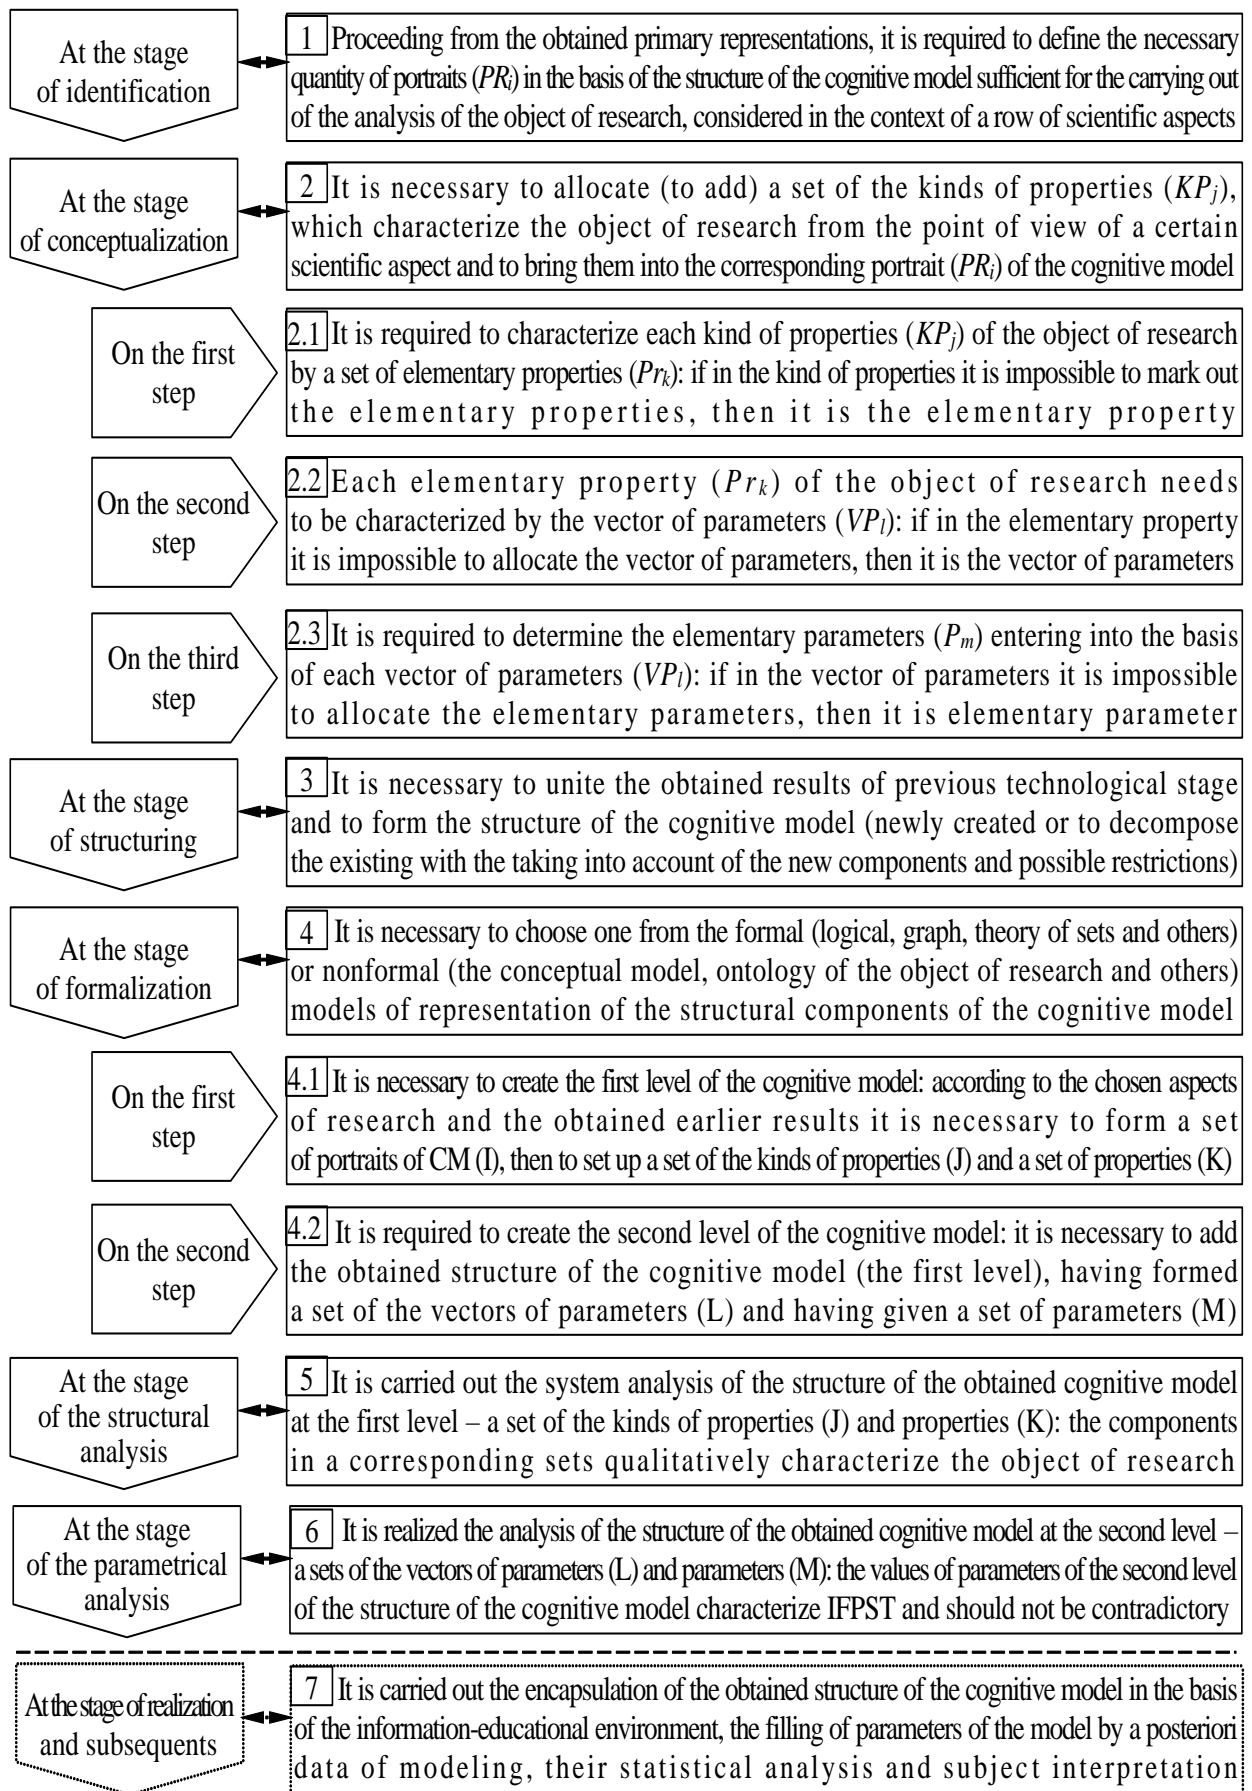 At the stage
of identification
1 Proceeding from the obtained primary representations, it is required to define the necessary
quantity of portraits (PRi) in the basis of the structure of the cognitive model sufficient for the carrying out
of the analysis of the object of research, considered in the context of a row of scientific aspects
At the stage
of conceptualization
2 It is necessary to allocate (to add) a set of the kinds of properties (KPj),
which characterize the object of research from the point of view of a certain
scientific aspect and to bring them into the corresponding portrait (PRi) of the cognitive model
On the first
step
2.1 It is required to characterize each kind of properties (KPj) of the object of research
by a set of elementary properties (Prk): if in the kind of properties it is impossible to mark out
the elementary properties, then it is the elementary property
On the second
step
2.2 Each elementary property (Prk) of the object of research needs
to be characterized by the vector of parameters (VPl): if in the elementary property
it is impossible to allocate the vector of parameters, then it is the vector of parameters
On the third
step
2.3 It is required to determine the elementary parameters (Pm) entering into the basis
of each vector of parameters (VPl): if in the vector of parameters it is impossible
to allocate the elementary parameters, then it is elementary parameter
At the stage
of structuring
3 It is necessary to unite the obtained results of previous technological stage
and to form the structure of the cognitive model (newly created or to decompose
the existing with the taking into account of the new components and possible restrictions)
At the stage
of formalization
4 It is necessary to choose one from the formal (logical, graph, theory of sets and others)
or nonformal (the conceptual model, ontology of the object of research and others)
models of representation of the structural components of the cognitive model
On the first
step
4.1 It is necessary to create the first level of the cognitive model: according to the chosen aspects
of research and the obtained earlier results it is necessary to form a set
of portraits of CM (I), then to set up a set of the kinds of properties (J) and a set of properties (K)
On the second
step
4.2 It is required to create the second level of the cognitive model: it is necessary to add
the obtained structure of the cognitive model (the first level), having formed
a set of the vectors of parameters (L) and having given a set of parameters (M)
At the stage
of the structural
analysis
5 It is carried out the system analysis of the structure of the obtained cognitive model
at the first level – a set of the kinds of properties (J) and properties (K): the components
in a corresponding sets qualitatively characterize the object of research
At the stage
of the parametrical
analysis
6 It is realized the analysis of the structure of the obtained cognitive model at the second level –
a sets of the vectors of parameters (L) and parameters (M): the values of parameters of the second level
of the structure of the cognitive model characterize IFPST and should not be contradictory
At the stage of realization
and subsequents
7 It is carried out the encapsulation of the obtained structure of the cognitive model in the basis
of the information-educational environment, the filling of parameters of the model by a posteriori
data of modeling, their statistical analysis and subject interpretation